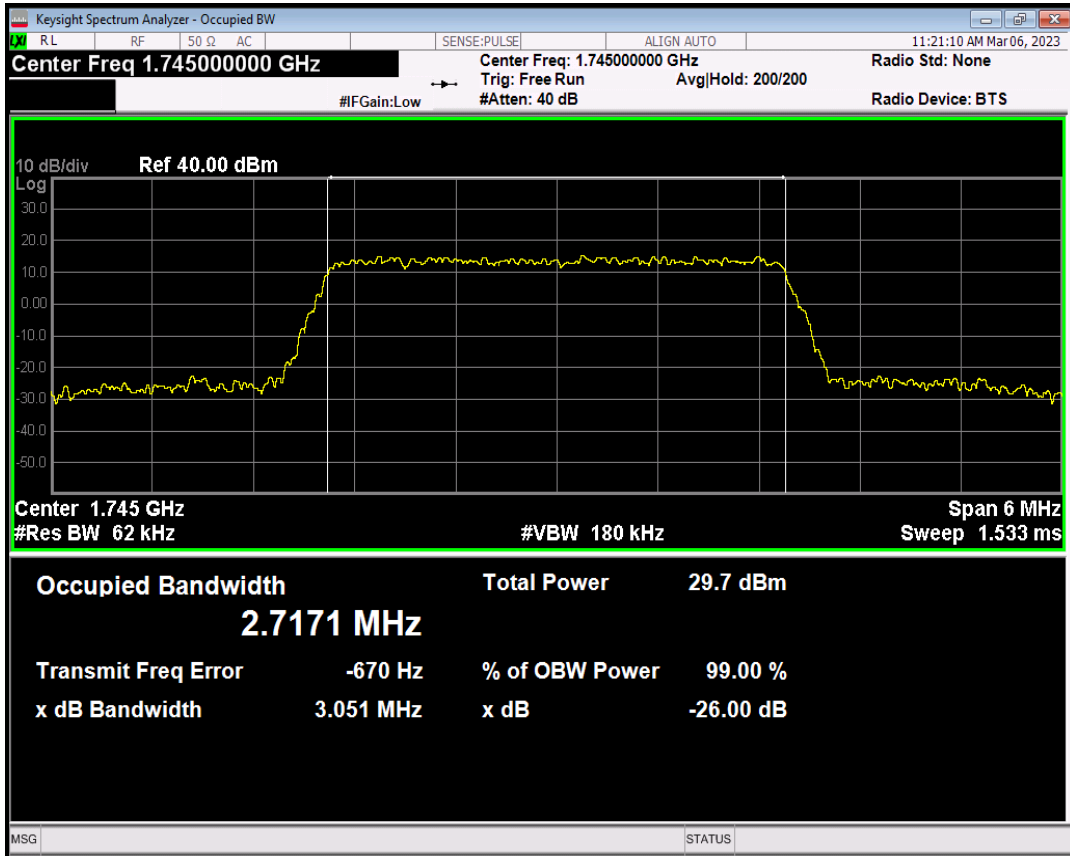 Keysight Spectrum Analyzer - Occupied BW
LXI RL RF 50 Ω AC SENSE:PULSE ALIGN AUTO 11:21:10 AM Mar 06, 2023
Center Freq 1.745000000 GHz Center Freq: 1.745000000 GHz Radio Std: None
Trig: Free Run Avg|Hold: 200/200
#IFGain:Low #Atten: 40 dB Radio Device: BTS
10 dB/div Ref 40.00 dBm
Log
30.0
20.0
10.0
0.00
-10.0
-20.0
-30.0
-40.0
-50.0
Center 1.745 GHz Span 6 MHz
#Res BW 62 kHz #VBW 180 kHz Sweep 1.533 ms
Occupied Bandwidth Total Power 29.7 dBm
2.7171 MHz
Transmit Freq Error -670 Hz % of OBW Power 99.00 %
x dB Bandwidth 3.051 MHz x dB -26.00 dB
MSG STATUS